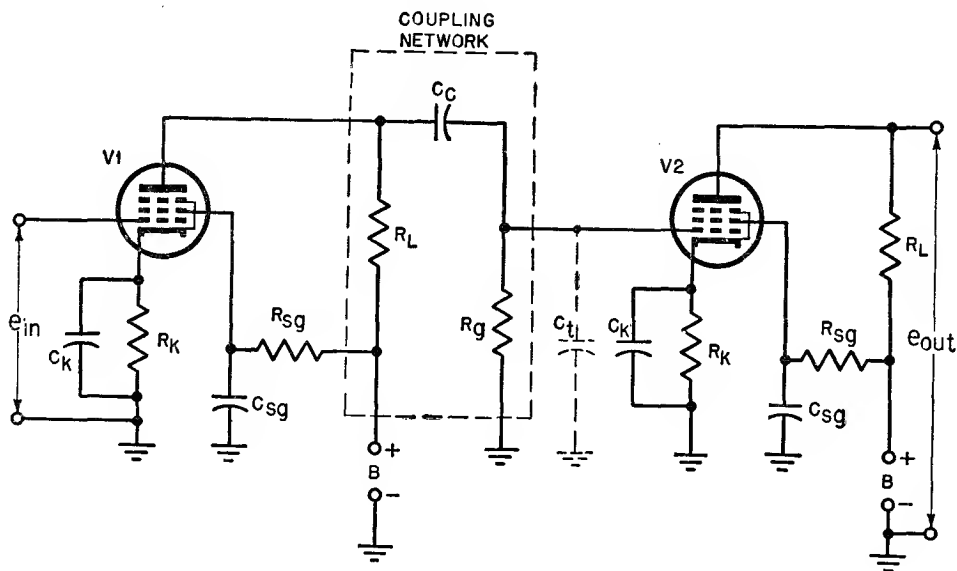 COUPLING
NETWORK
Cc
V1
V2
RL
RL
ein
CK
RK
Rsg
Csg
Rg
Ct
CK
RK
Rsg
Csg
eout
+
B
-
+
B
-